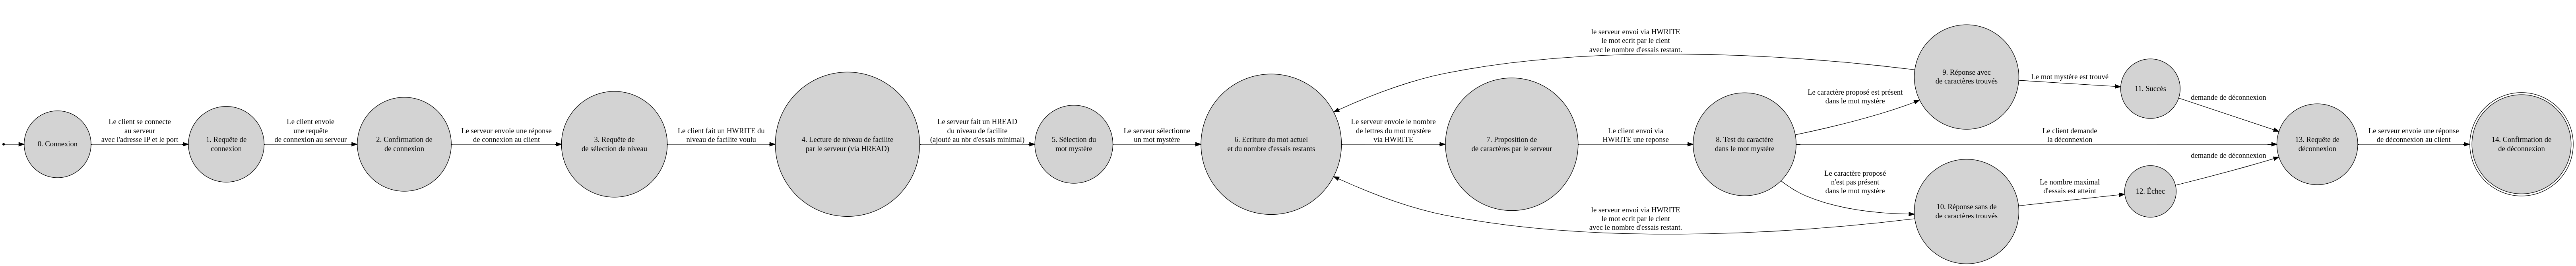 0. Connexion
Le client se connecte
au serveur
avec l'adresse IP et le port
1. Requête de
connexion
Le client envoie
une requête
de connexion au serveur
2. Confirmation de
de connexion
Le serveur envoie une réponse
de connexion au client
3. Requête de
de sélection de niveau
Le client fait un HWRITE du
niveau de facilite voulu
4. Lecture de niveau de facilite
par le serveur (via HREAD)
Le serveur fait un HREAD
du niveau de facilite
(ajouté au nbr d'essais minimal)
5. Sélection du
mot mystère
Le serveur sélectionne
un mot mystère
6. Ecriture du mot actuel
et du nombre d'essais restants
Le serveur envoie le nombre
de lettres du mot mystère
via HWRITE
7. Proposition de
de caractères par le serveur
Le client envoi via
HWRITE une reponse
8. Test du caractère
dans le mot mystère
le serveur envoi via HWRITE
le mot ecrit par le clent
avec le nombre d'essais restant.
Le caractère proposé est présent
dans le mot mystère
9. Réponse avec
de caractères trouvés
Le mot mystère est trouvé
11. Succès
demande de déconnexion
Le client demande
la déconnexion
Le caractère proposé
n'est pas présent
dans le mot mystère
10. Réponse sans de
de caractères trouvés
le serveur envoi via HWRITE
le mot ecrit par le clent
avec le nombre d'essais restant.
Le nombre maximal
d'essais est atteint
12. Échec
demande de déconnexion
13. Requête de
déconnexion
Le serveur envoie une réponse
de déconnexion au client
14. Confirmation de
de déconnexion